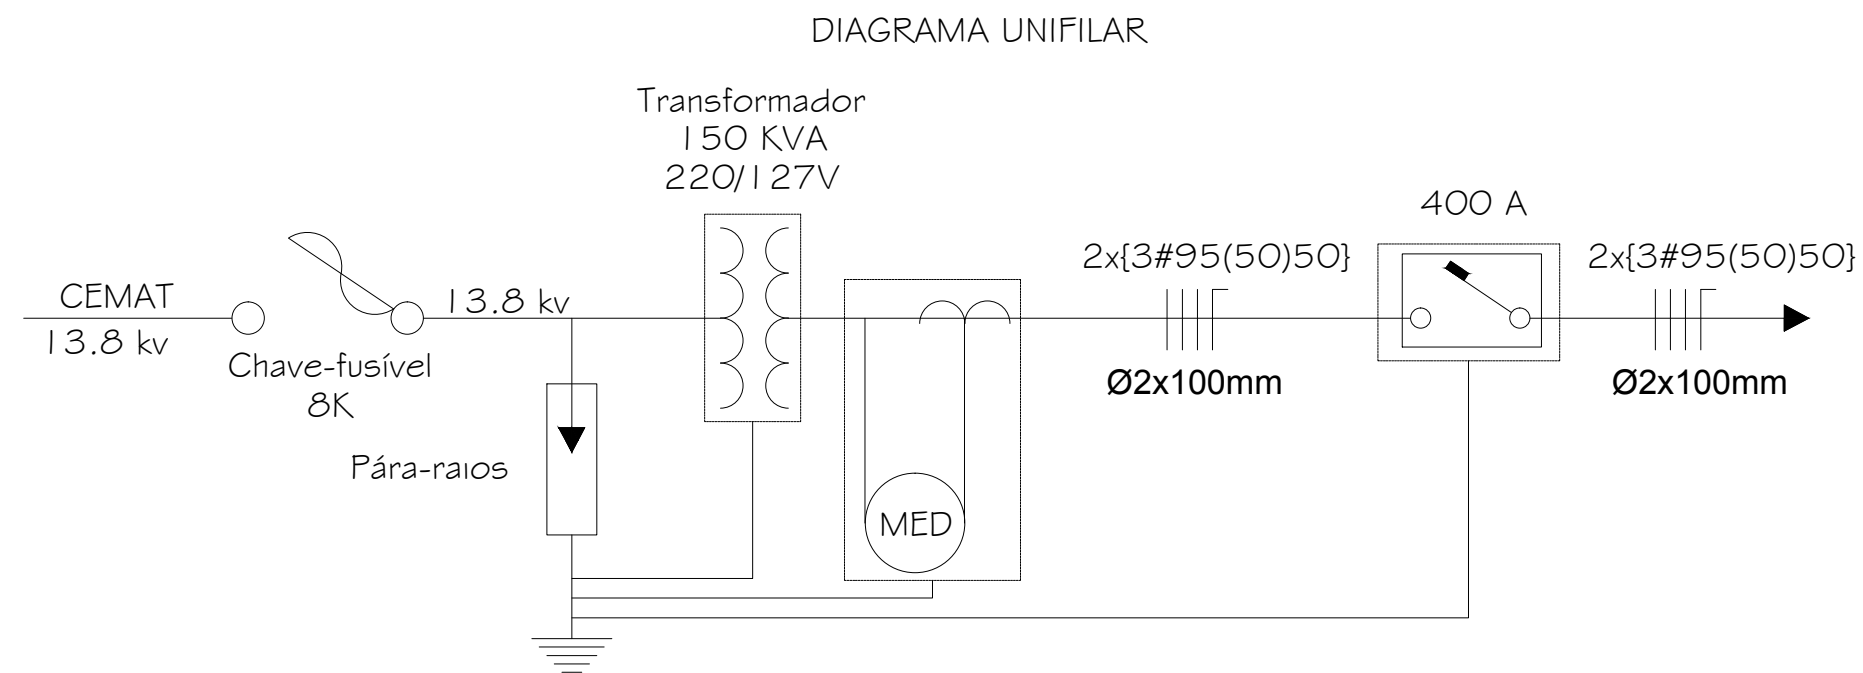 DIAGRAMA UNIFILAR
Transformador
150 KVA
220/127V
400 A
2x{3#95(50)50}
2x{3#95(50)50}
CEMAT
13.8 kv
13.8 kv
Chave-fusível
8K
Ø2x100mm
Ø2x100mm
Pára-raios
MED